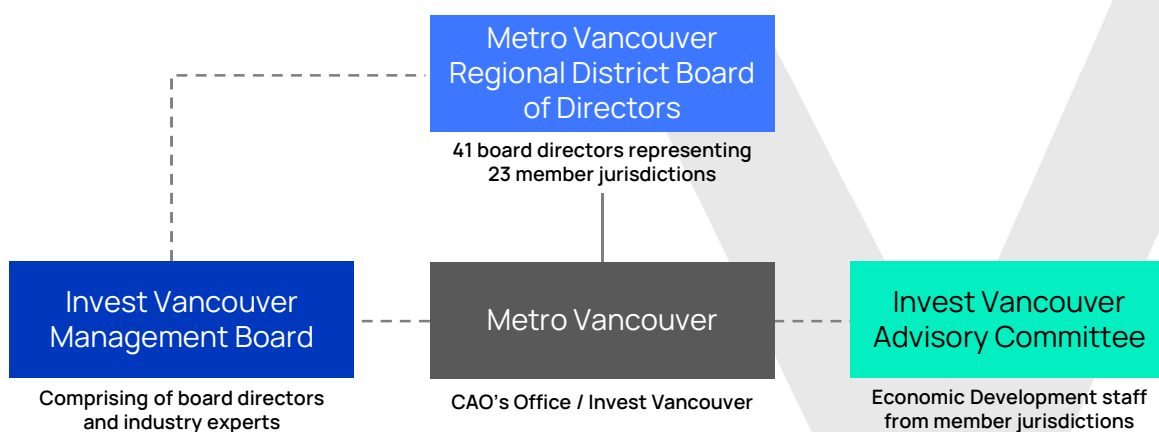 Metro Vancouver
Regional District Board
of Directors
41 board directors representing
23 member jurisdictions
Invest Vancouver
Management Board
Comprising of board directors
and industry experts
Metro Vancouver
CAO's Office / Invest Vancouver
Invest Vancouver
Advisory Committee
Economic Development staff
from member jurisdictions